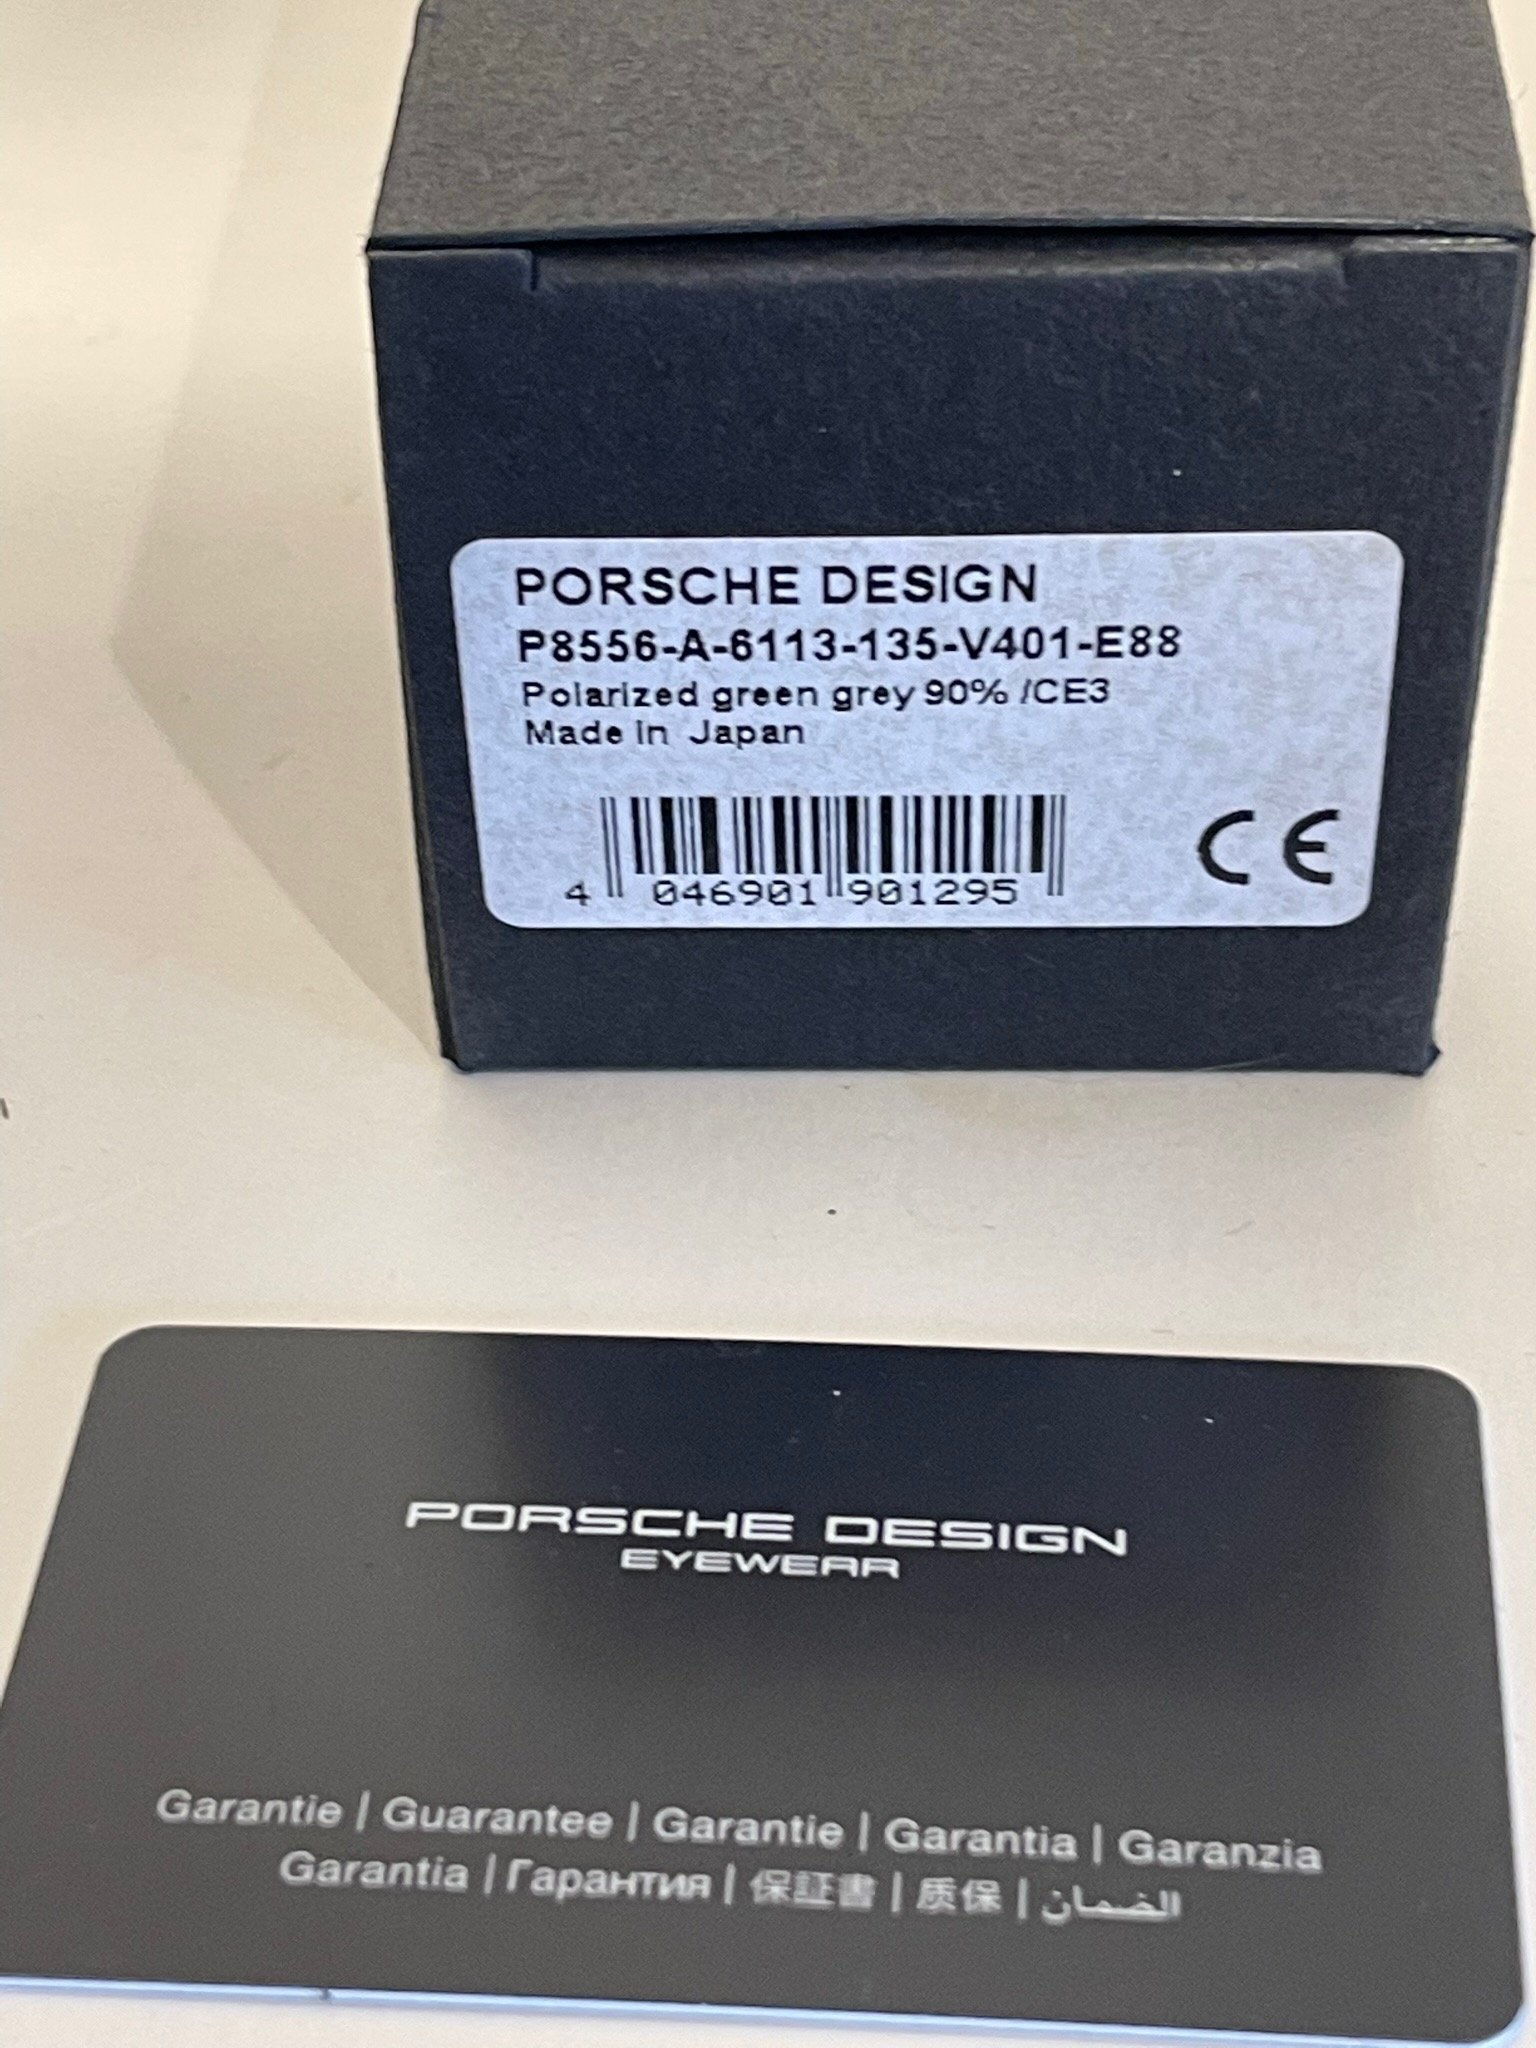 PORSCHE DESIGN
P8556-A-6113-135-V401-E88
Polarized green grey 90% /CE3
Made in Japan
4 046901 901295
CE
PORSCHE DESIGN
EYEWEAR
Garantie | Guarantee | Garantie | Garantia | Garanzia
Garantia | Гарантия | 保証書 | 质保 | الضمان